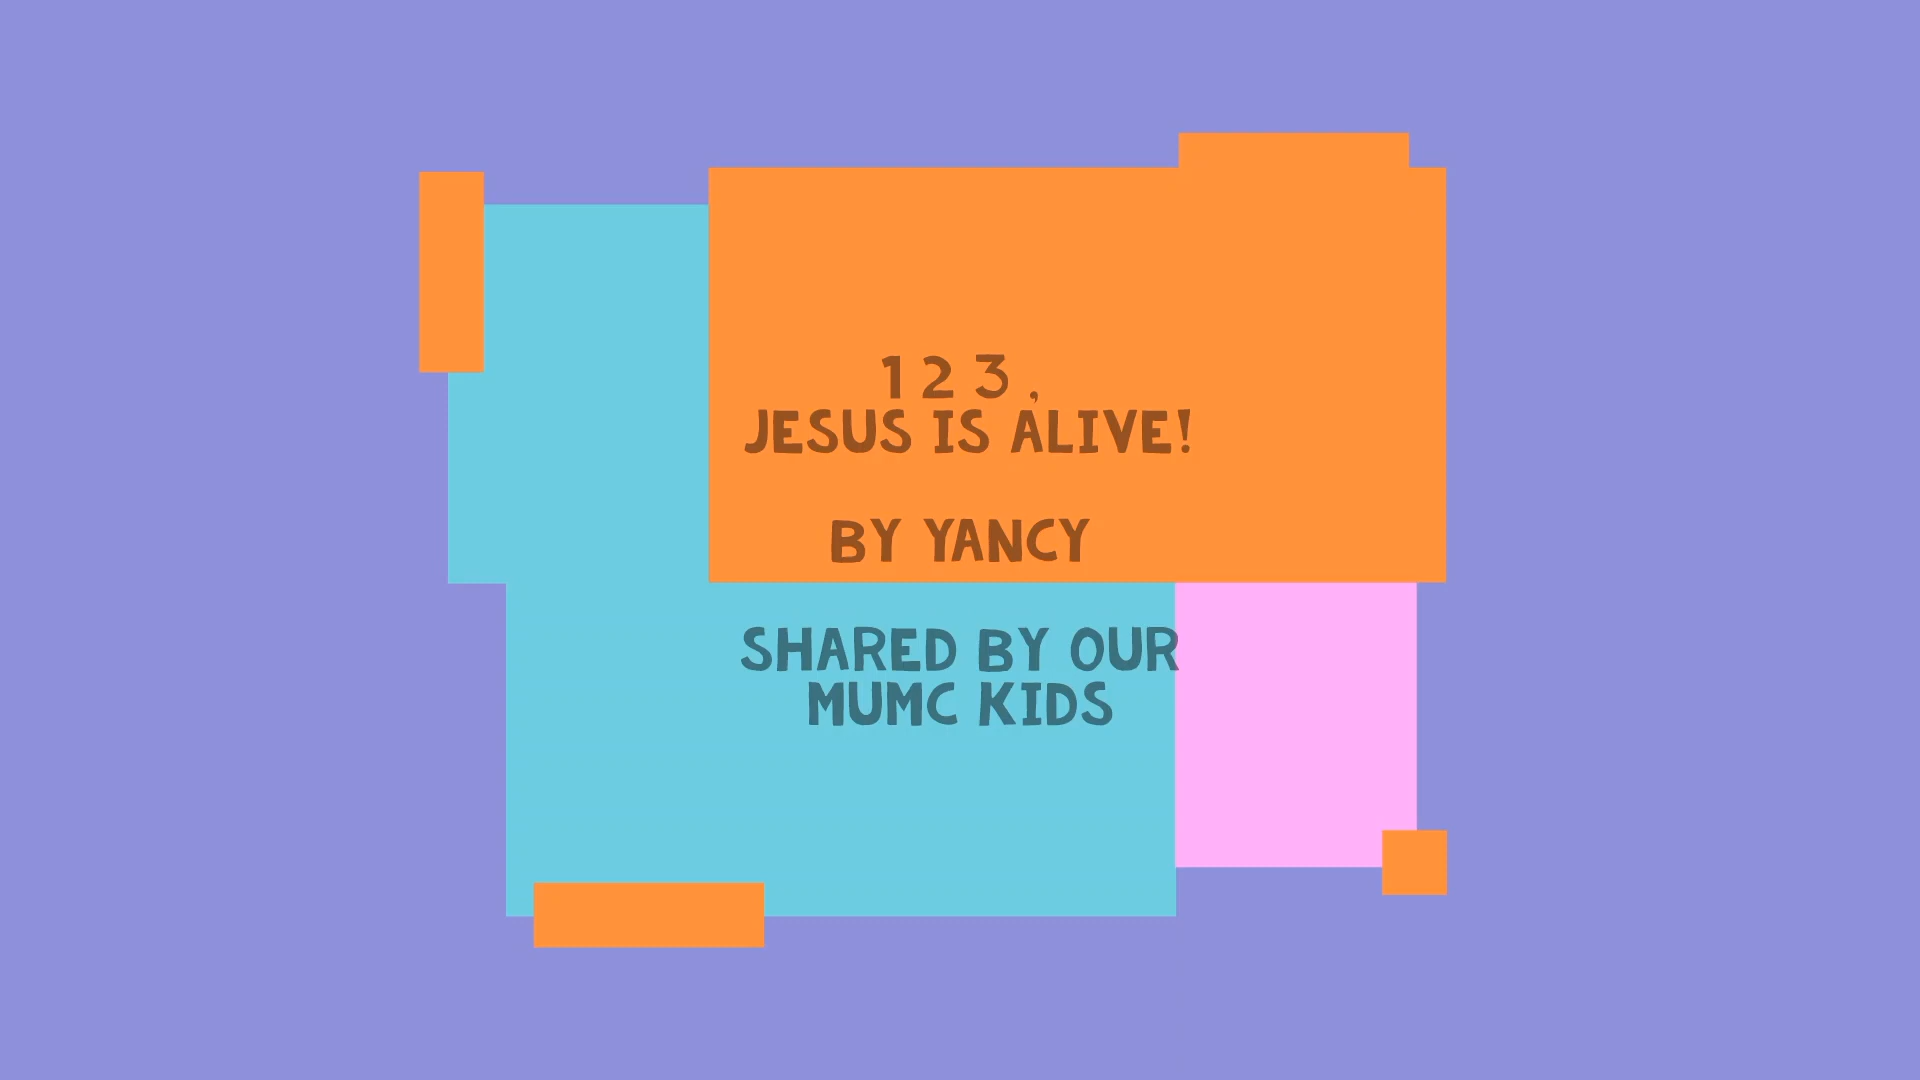 1 2 3 ,
JESUS IS ALIVE!
BY YANCY
SHARED BY OUR
MUMC KIDS